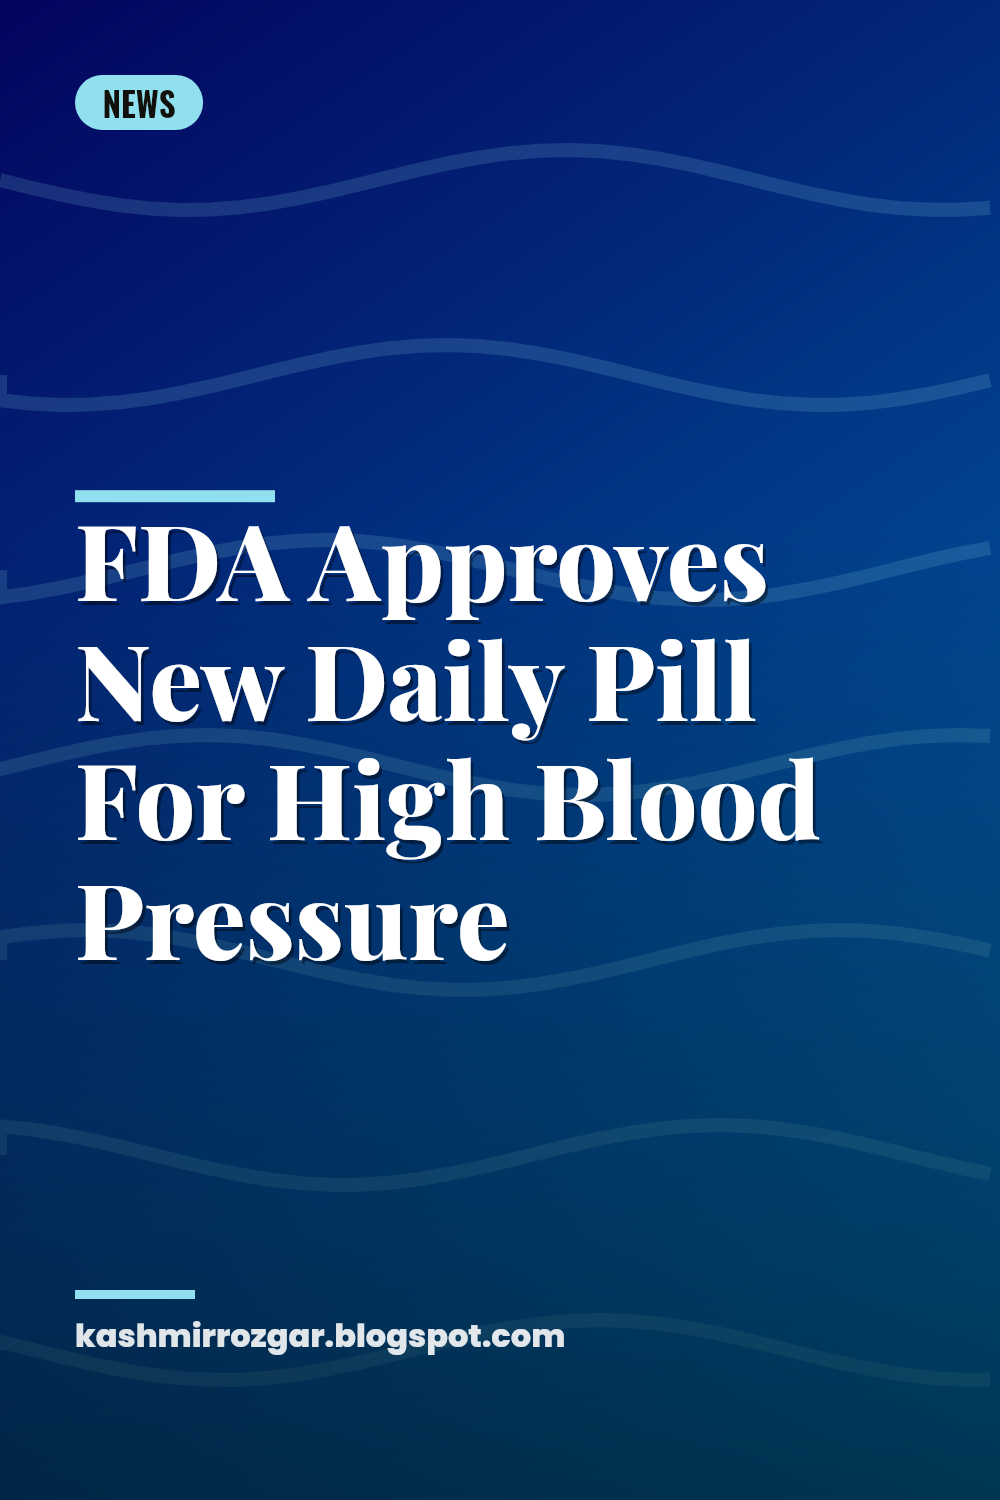 NEWS
FDA Approves
New Daily Pill
For High Blood
Pressure
kashmirrozgar.blogspot.com